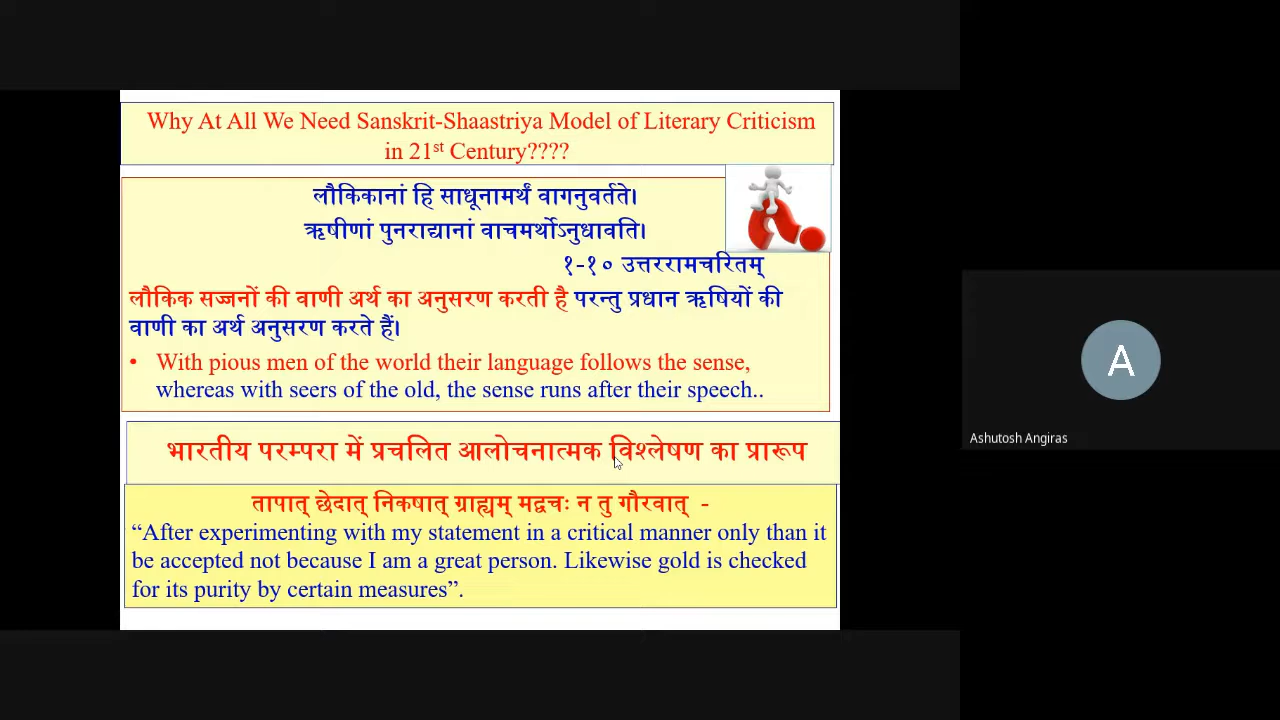 Why At All We Need Sanskrit-Shaastriya Model of Literary Criticism
in 21st Century????
लौकिकानां हि साधूनामर्थं वागनुवर्तते।
ऋषीणां पुनराद्यानां वाचमर्थोऽनुधावति।
१-१० उत्तररामचरितम्
लौकिक सज्जनों की वाणी अर्थ का अनुसरण करती है परन्तु प्रधान ऋषियों की
वाणी का अर्थ अनुसरण करते हैं।
• With pious men of the world their language follows the sense,
whereas with seers of the old, the sense runs after their speech..
भारतीय परम्परा में प्रचलित आलोचनात्मक विश्लेषण का प्रारूप
तापात् छेदात् निकषात् ग्राह्यम् मद्वचः न तु गौरवात् -
“After experimenting with my statement in a critical manner only than it
be accepted not because I am a great person. Likewise gold is checked
for its purity by certain measures”.
A
Ashutosh Angiras